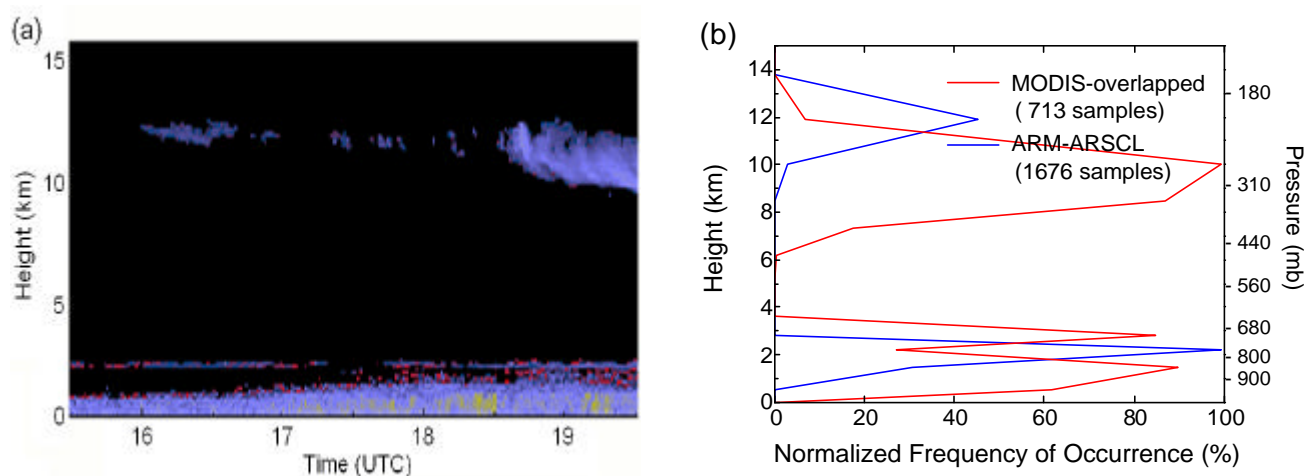 (a)
15
10
5
0
Height (km)
16 17 18 19
Time (UTC)
(b)
14
12
10
8
6
4
2
0
Height (km)
MODIS-overlapped
( 713 samples)
ARM-ARSCL
(1676 samples)
180
310
440
560
680
800
900
Pressure (mb)
0 20 40 60 80 100
Normalized Frequency of Occurrence (%)